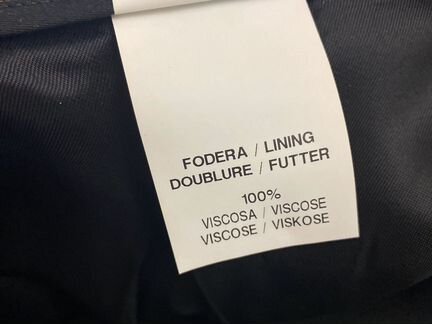 FODERA / LINING
DOUBLURE / FUTTER
100%
VISCOSA / VISCOSE
VISCOSE / VISKOSE